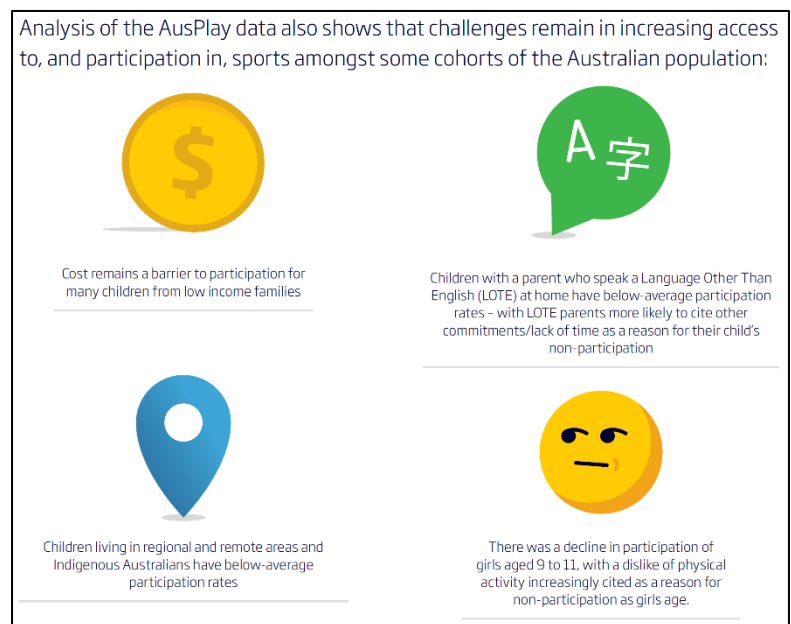 Analysis of the AusPlay data also shows that challenges remain in increasing access
to, and participation in, sports amongst some cohorts of the Australian population:
$
Cost remains a barrier to participation for
many children from low income families
A 字
Children with a parent who speak a Language Other Than
English (LOTE) at home have below-average participation
rates – with LOTE parents more likely to cite other
commitments/lack of time as a reason for their child's
non-participation
Children living in regional and remote areas and
Indigenous Australians have below-average
participation rates
There was a decline in participation of
girls aged 9 to 11, with a dislike of physical
activity increasingly cited as a reason for
non-participation as girls age.